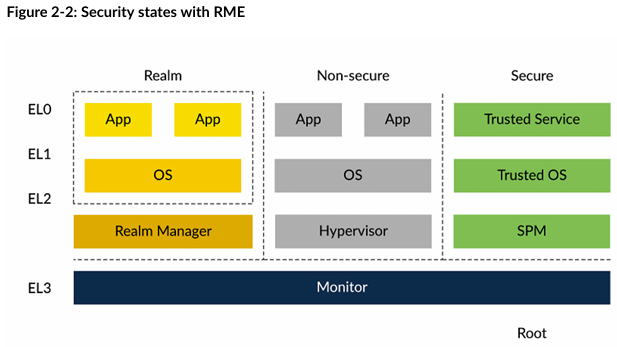 Figure 2-2: Security states with RME
Realm Non-secure Secure
EL0
App App App App Trusted Service
EL1
OS OS Trusted OS
EL2
Realm Manager Hypervisor SPM
EL3 Monitor
Root